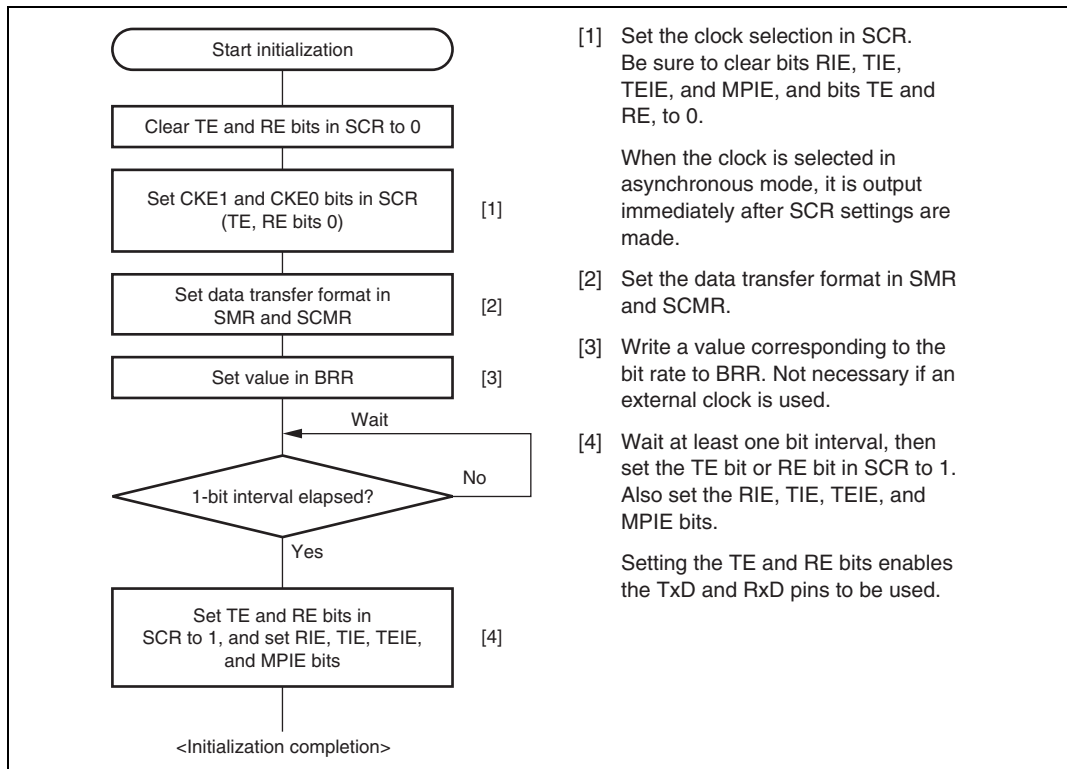 Start initialization
Clear TE and RE bits in SCR to 0
Set CKE1 and CKE0 bits in SCR
(TE, RE bits 0)
[1]
Set data transfer format in
SMR and SCMR
[2]
Set value in BRR
[3]
Wait
1-bit interval elapsed?
No
Yes
Set TE and RE bits in
SCR to 1, and set RIE, TIE, TEIE,
and MPIE bits
[4]
<Initialization completion>
[1] Set the clock selection in SCR.
Be sure to clear bits RIE, TIE,
TEIE, and MPIE, and bits TE and
RE, to 0.
When the clock is selected in
asynchronous mode, it is output
immediately after SCR settings are
made.
[2] Set the data transfer format in SMR
and SCMR.
[3] Write a value corresponding to the
bit rate to BRR. Not necessary if an
external clock is used.
[4] Wait at least one bit interval, then
set the TE bit or RE bit in SCR to 1.
Also set the RIE, TIE, TEIE, and
MPIE bits.
Setting the TE and RE bits enables
the TxD and RxD pins to be used.